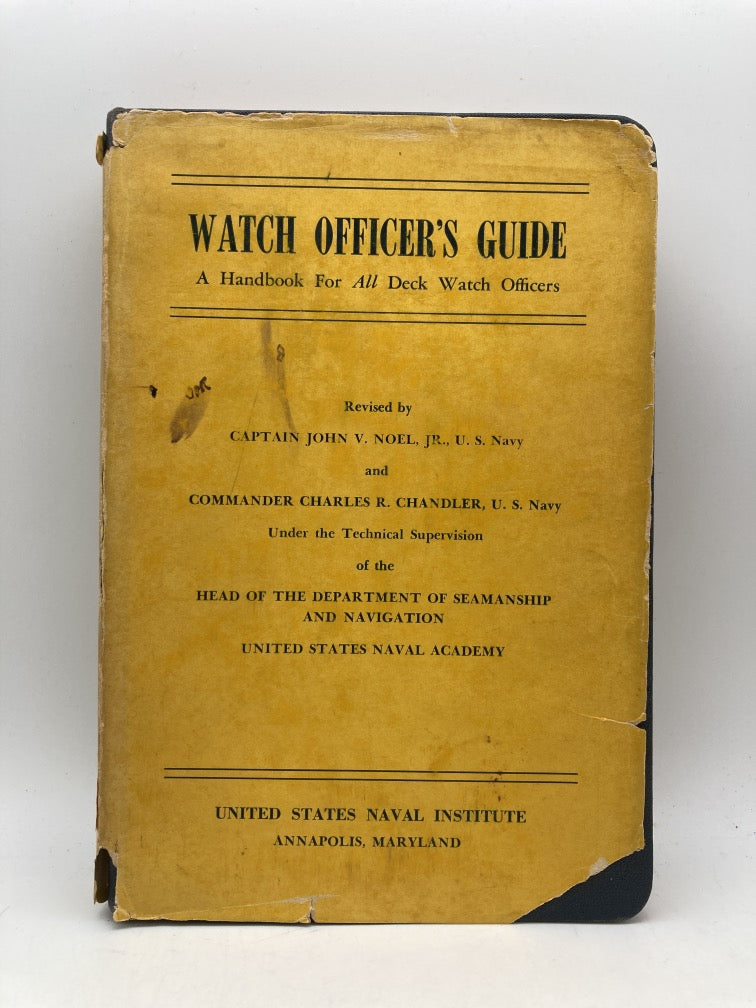 WATCH OFFICER'S GUIDE
A Handbook For All Deck Watch Officers
Revised by
CAPTAIN JOHN V. NOEL, JR., U. S. Navy
and
COMMANDER CHARLES R. CHANDLER, U. S. Navy
Under the Technical Supervision
of the
HEAD OF THE DEPARTMENT OF SEAMANSHIP
AND NAVIGATION
UNITED STATES NAVAL ACADEMY
UNITED STATES NAVAL INSTITUTE
ANNAPOLIS, MARYLAND